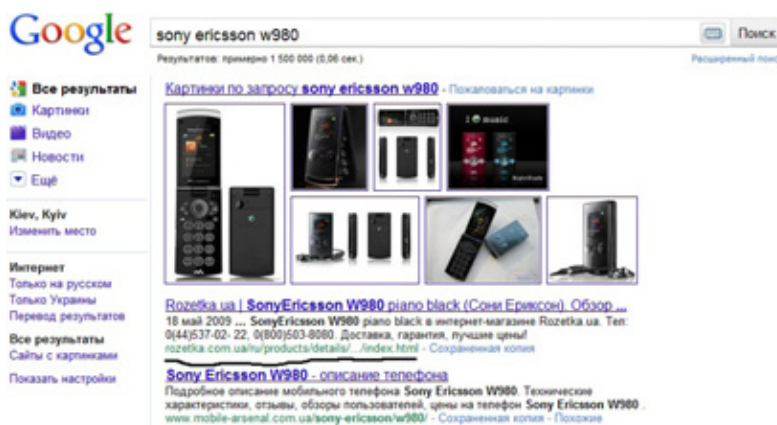 Google
sony ericsson w980
Поиск
Результатов: примерно 1 500 000 (0,06 сек.)
Расширенный поис
Все результаты
Картинки
Видео
Новости
Ещё
Kiev, Kyiv
Изменить место
Интернет
Только на русском
Только Украины
Перевод результатов
Все результаты
Сайты с картинками
Показать настройки
Картинки по запросу sony ericsson w980 - Пожаловаться на картинки
I music
Rozetka.ua | SonyEricsson W980 piano black (Сони Ериксон). Обзор ...
18 май 2009 ... SonyEricsson W980 piano black в интернет-магазине Rozetka.ua. Тел:
0(44)537-02- 22, 0(800)503-8080. Доставка, гарантия, лучшие цены!
rozetka.com.ua/ru/products/details/.../index.html - Сохраненная копия
Sony Ericsson W980 - описание телефона
Подробное описание мобильного телефона Sony Ericsson W980. Технические
характеристики, отзывы, обзоры пользователей, цены на телефон Sony Ericsson W980 .
www.mobile-arsenal.com.ua/sony-ericsson/w980/ - Сохраненная копия - Похожие